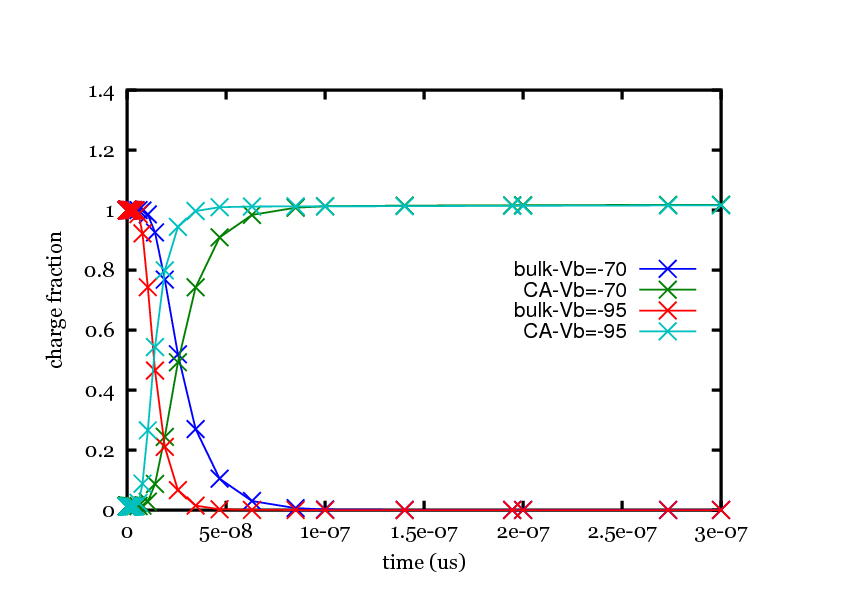 1.4
1.2
1
0.8
0.6
0.4
0.2
0
charge fraction
bulk-Vb=-70
CA-Vb=-70
bulk-Vb=-95
CA-Vb=-95
0 5e-08 1e-07 1.5e-07 2e-07 2.5e-07 3e-07
time (us)